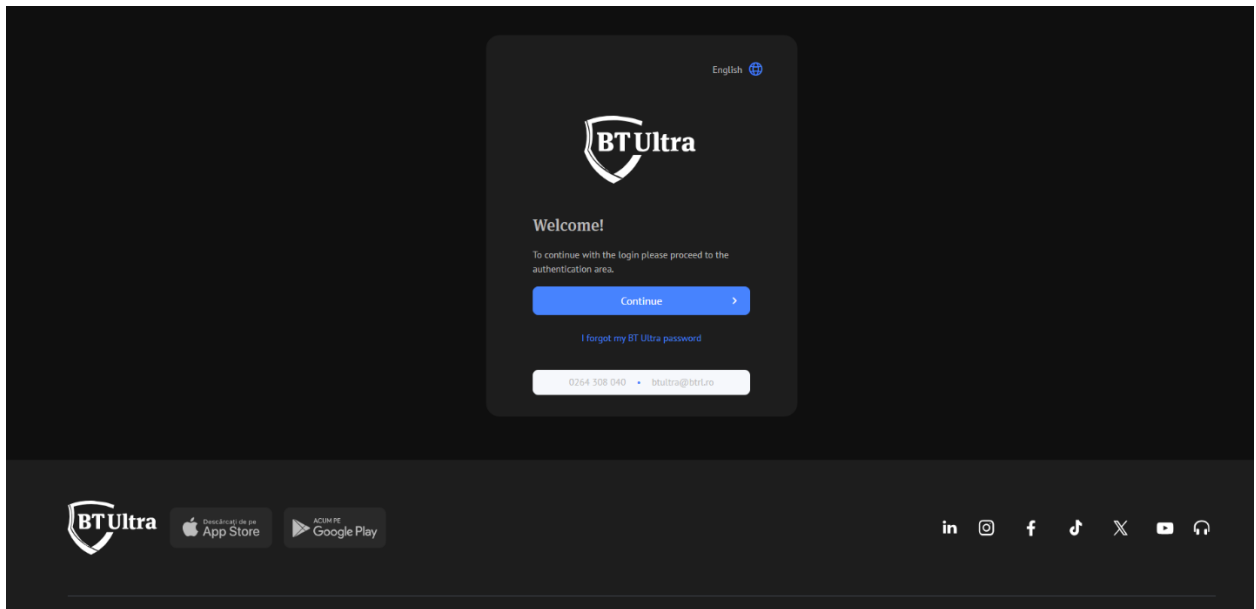 English
BT Ultra
Welcome!
To continue with the login please proceed to the
authentication area.
Continue
I forgot my BT Ultra password
0264 308 040 • btultra@btrl.ro
BT Ultra
Descărcați de pe
App Store
ACUM PE
Google Play